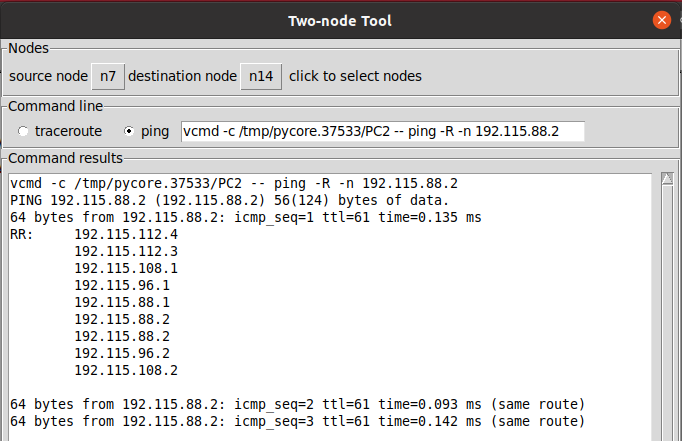 Two-node Tool
Nodes
source node n7 destination node n14 click to select nodes
Command line
traceroute ping vcmd -c /tmp/pycore.37533/PC2 -- ping -R -n 192.115.88.2
Command results
vcmd -c /tmp/pycore.37533/PC2 -- ping -R -n 192.115.88.2
PING 192.115.88.2 (192.115.88.2) 56(124) bytes of data.
64 bytes from 192.115.88.2: icmp_seq=1 ttl=61 time=0.135 ms
RR: 192.115.112.4
192.115.112.3
192.115.108.1
192.115.96.1
192.115.88.1
192.115.88.2
192.115.88.2
192.115.96.2
192.115.108.2
64 bytes from 192.115.88.2: icmp_seq=2 ttl=61 time=0.093 ms (same route)
64 bytes from 192.115.88.2: icmp_seq=3 ttl=61 time=0.142 ms (same route)